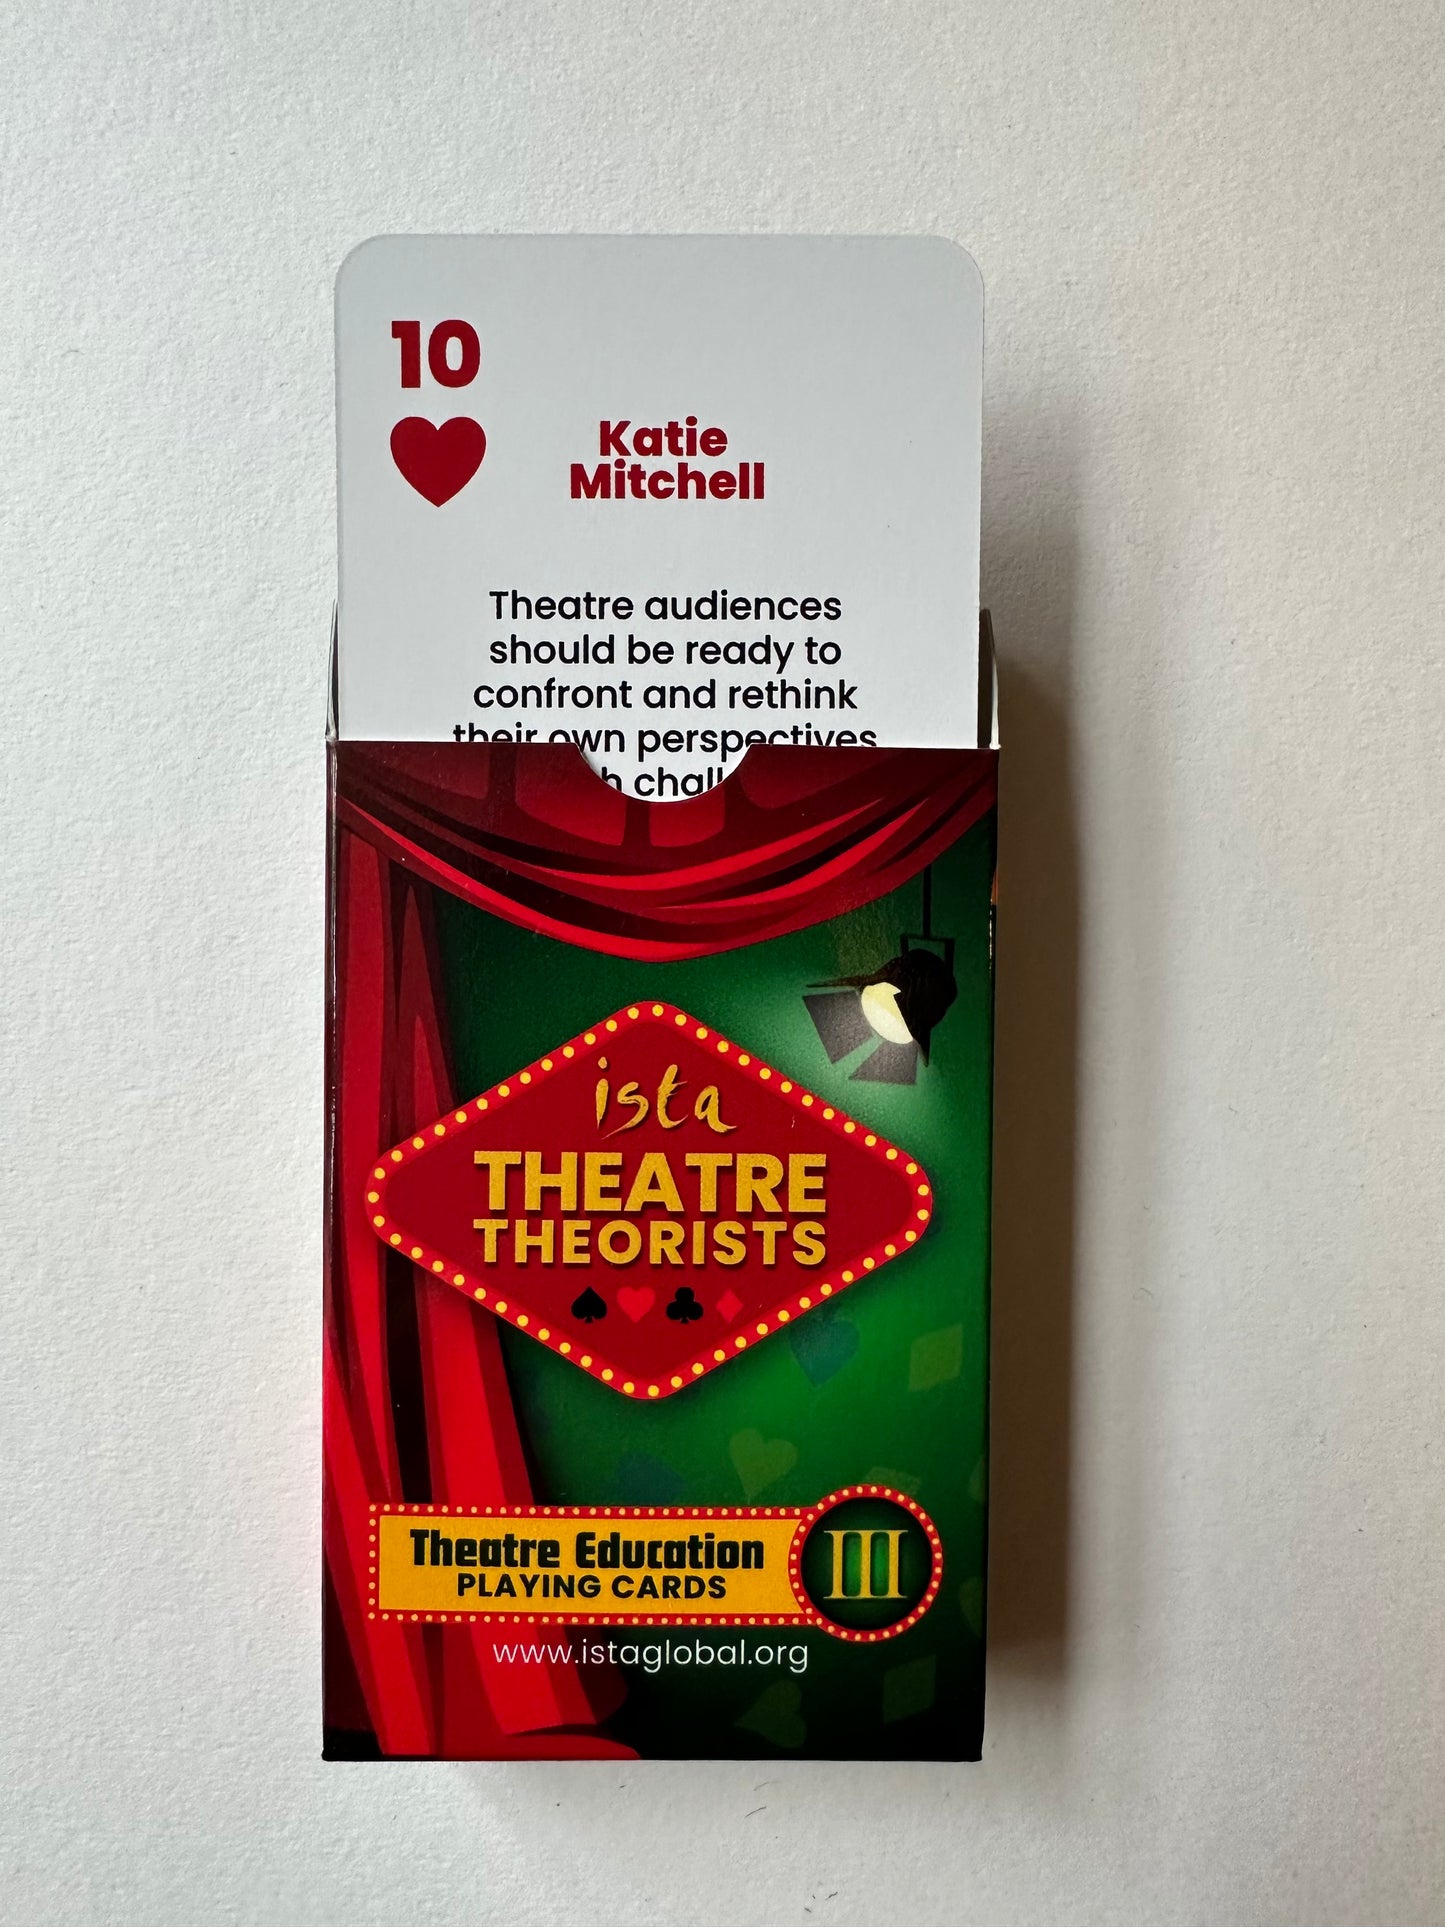 10
Katie
Mitchell
Theatre audiences
should be ready to
confront and rethink
their own perspectives
ista
THEATRE
THEORISTS
Theatre Education
PLAYING CARDS
III
www.istaglobal.org